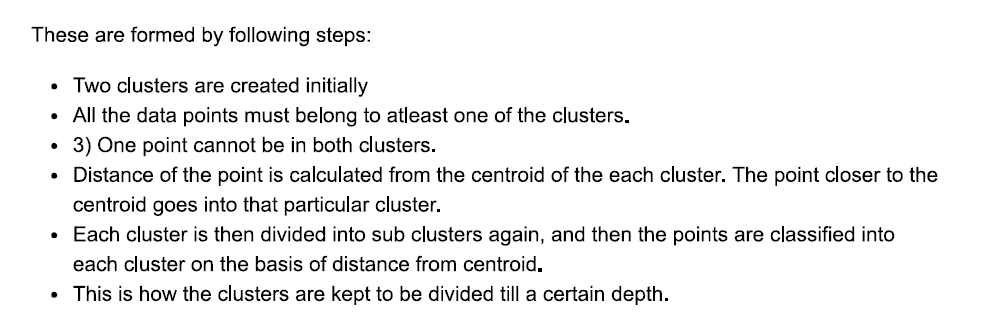 These are formed by following steps:
• Two clusters are created initially
• All the data points must belong to atleast one of the clusters.
• 3) One point cannot be in both clusters.
• Distance of the point is calculated from the centroid of the each cluster. The point closer to the
centroid goes into that particular cluster.
• Each cluster is then divided into sub clusters again, and then the points are classified into
each cluster on the basis of distance from centroid.
• This is how the clusters are kept to be divided till a certain depth.